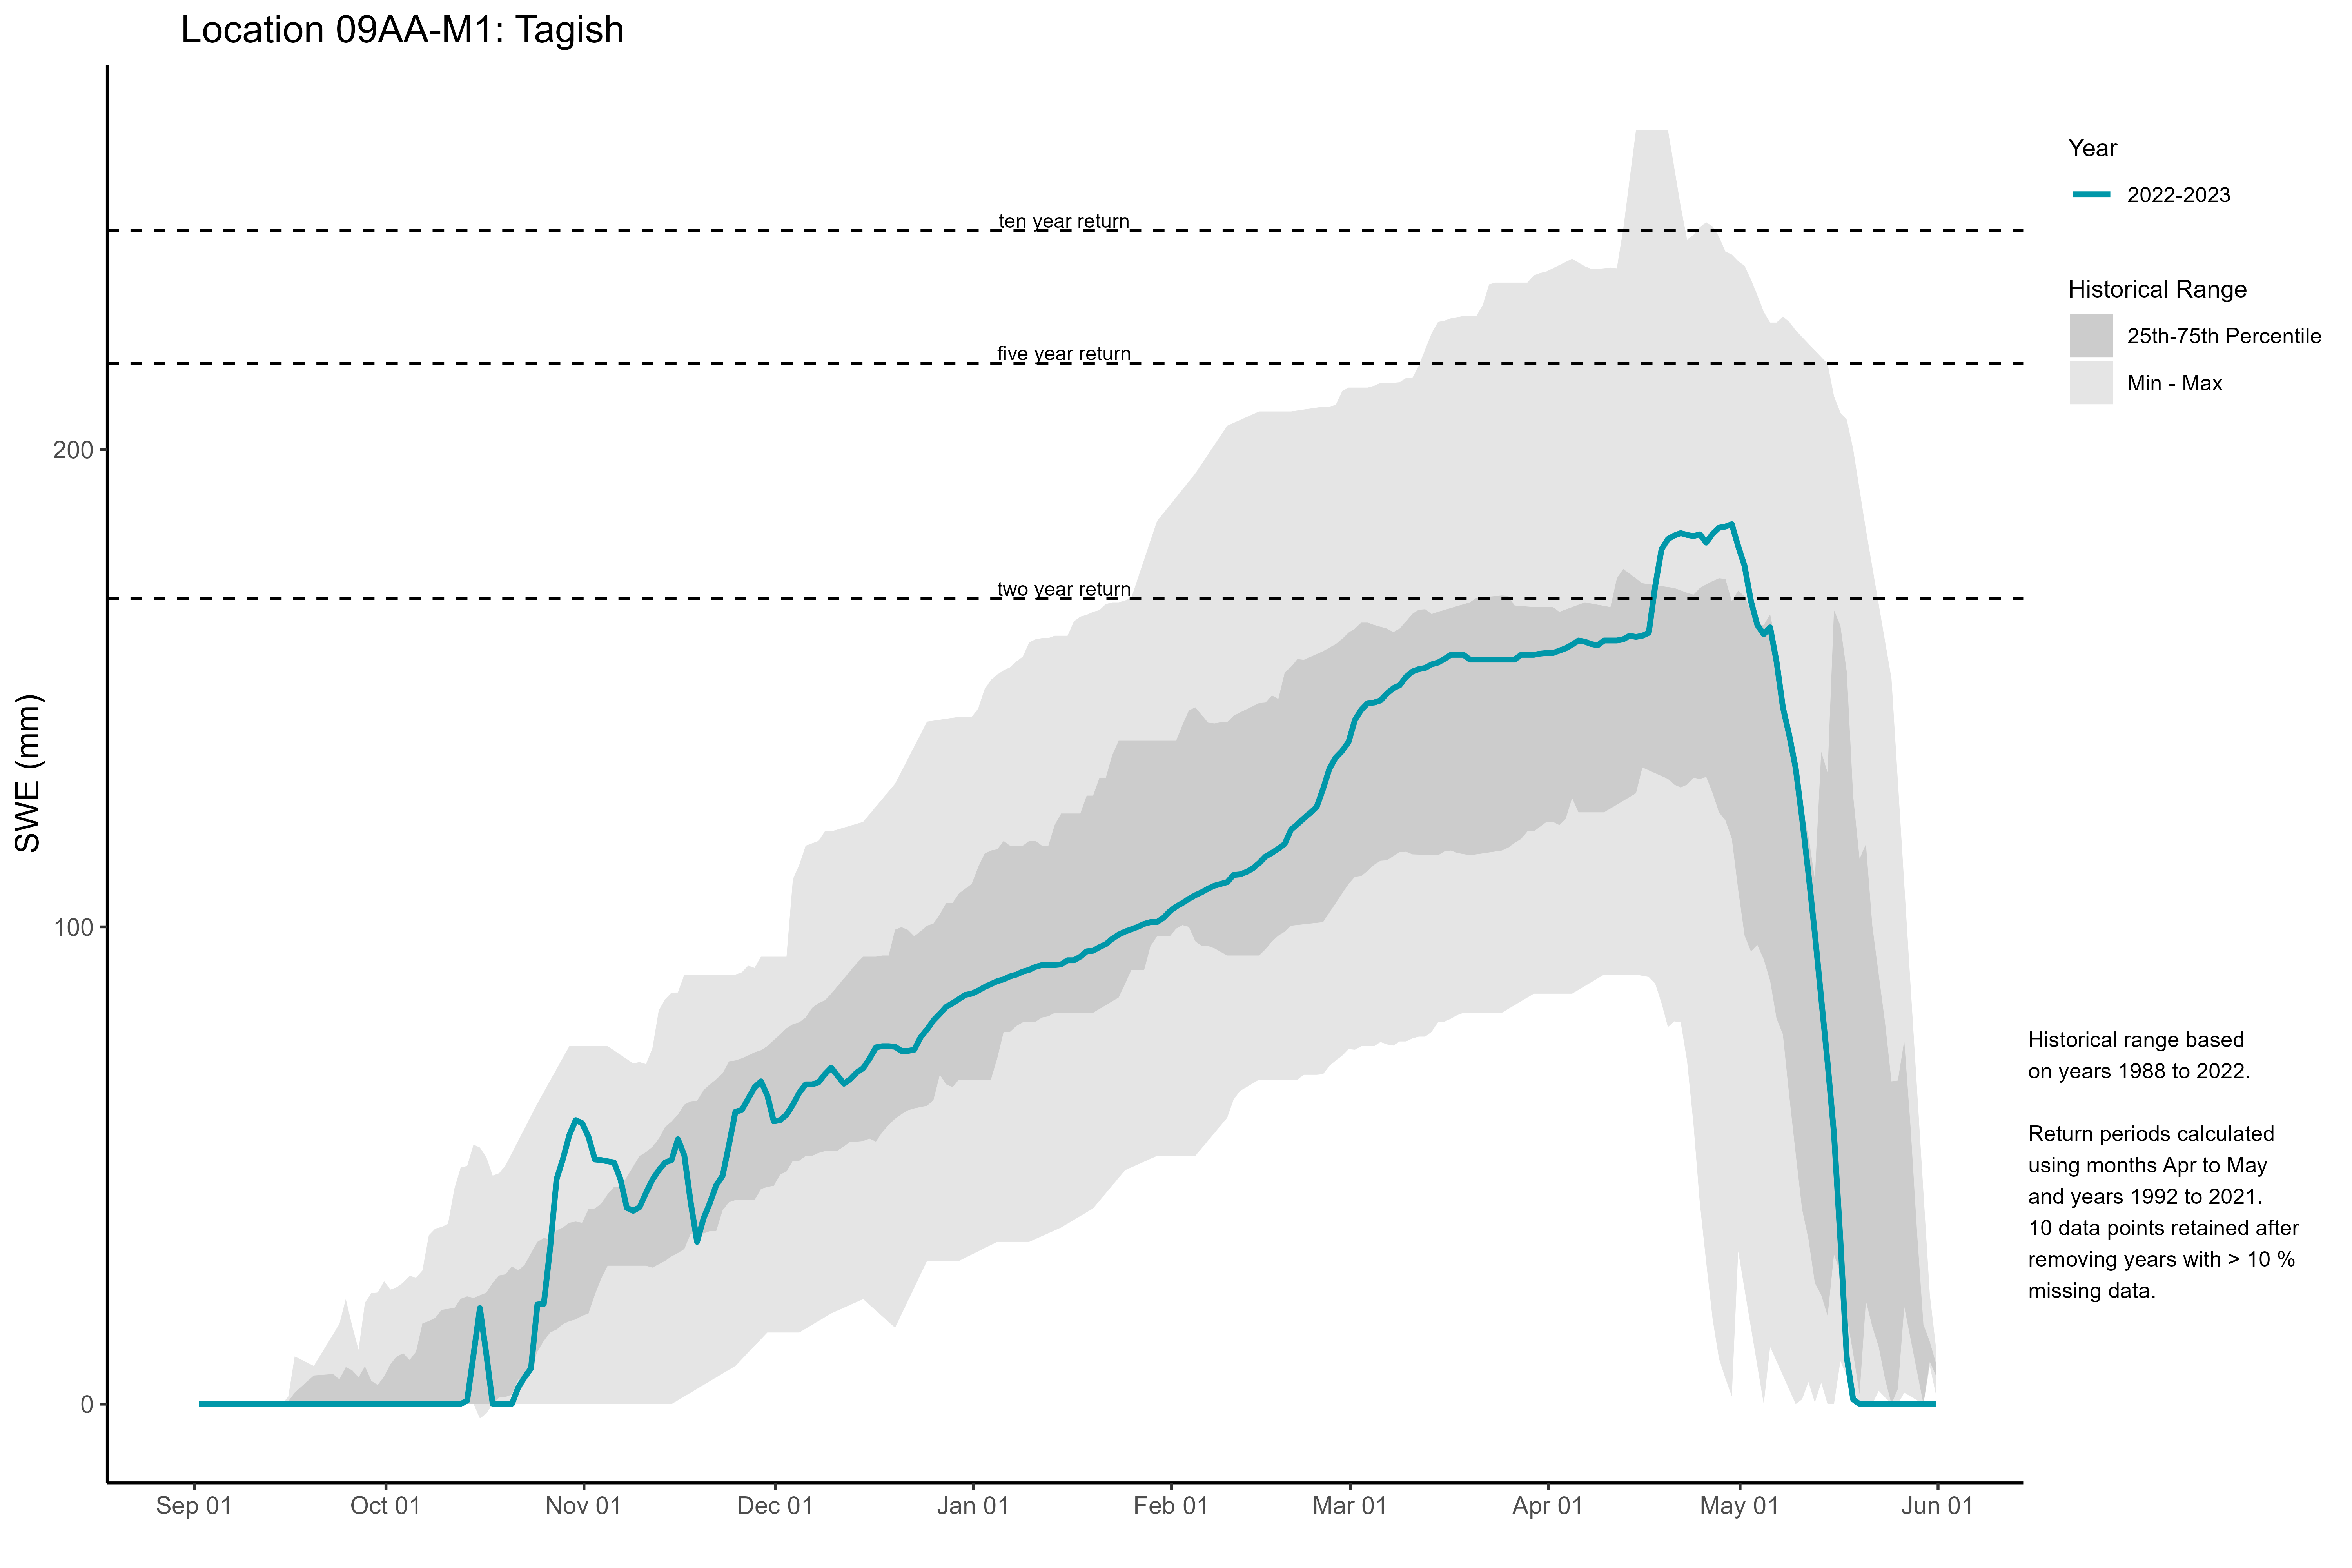 Location 09AA-M1: Tagish
SWE (mm)
200
100
0
ten year return
five year return
two year return
Sep 01
Oct 01
Nov 01
Dec 01
Jan 01
Feb 01
Mar 01
Apr 01
May 01
Jun 01
Year
2022-2023
Historical Range
25th-75th Percentile
Min - Max
Historical range based
on years 1988 to 2022.
Return periods calculated
using months Apr to May
and years 1992 to 2021.
10 data points retained after
removing years with > 10 %
missing data.